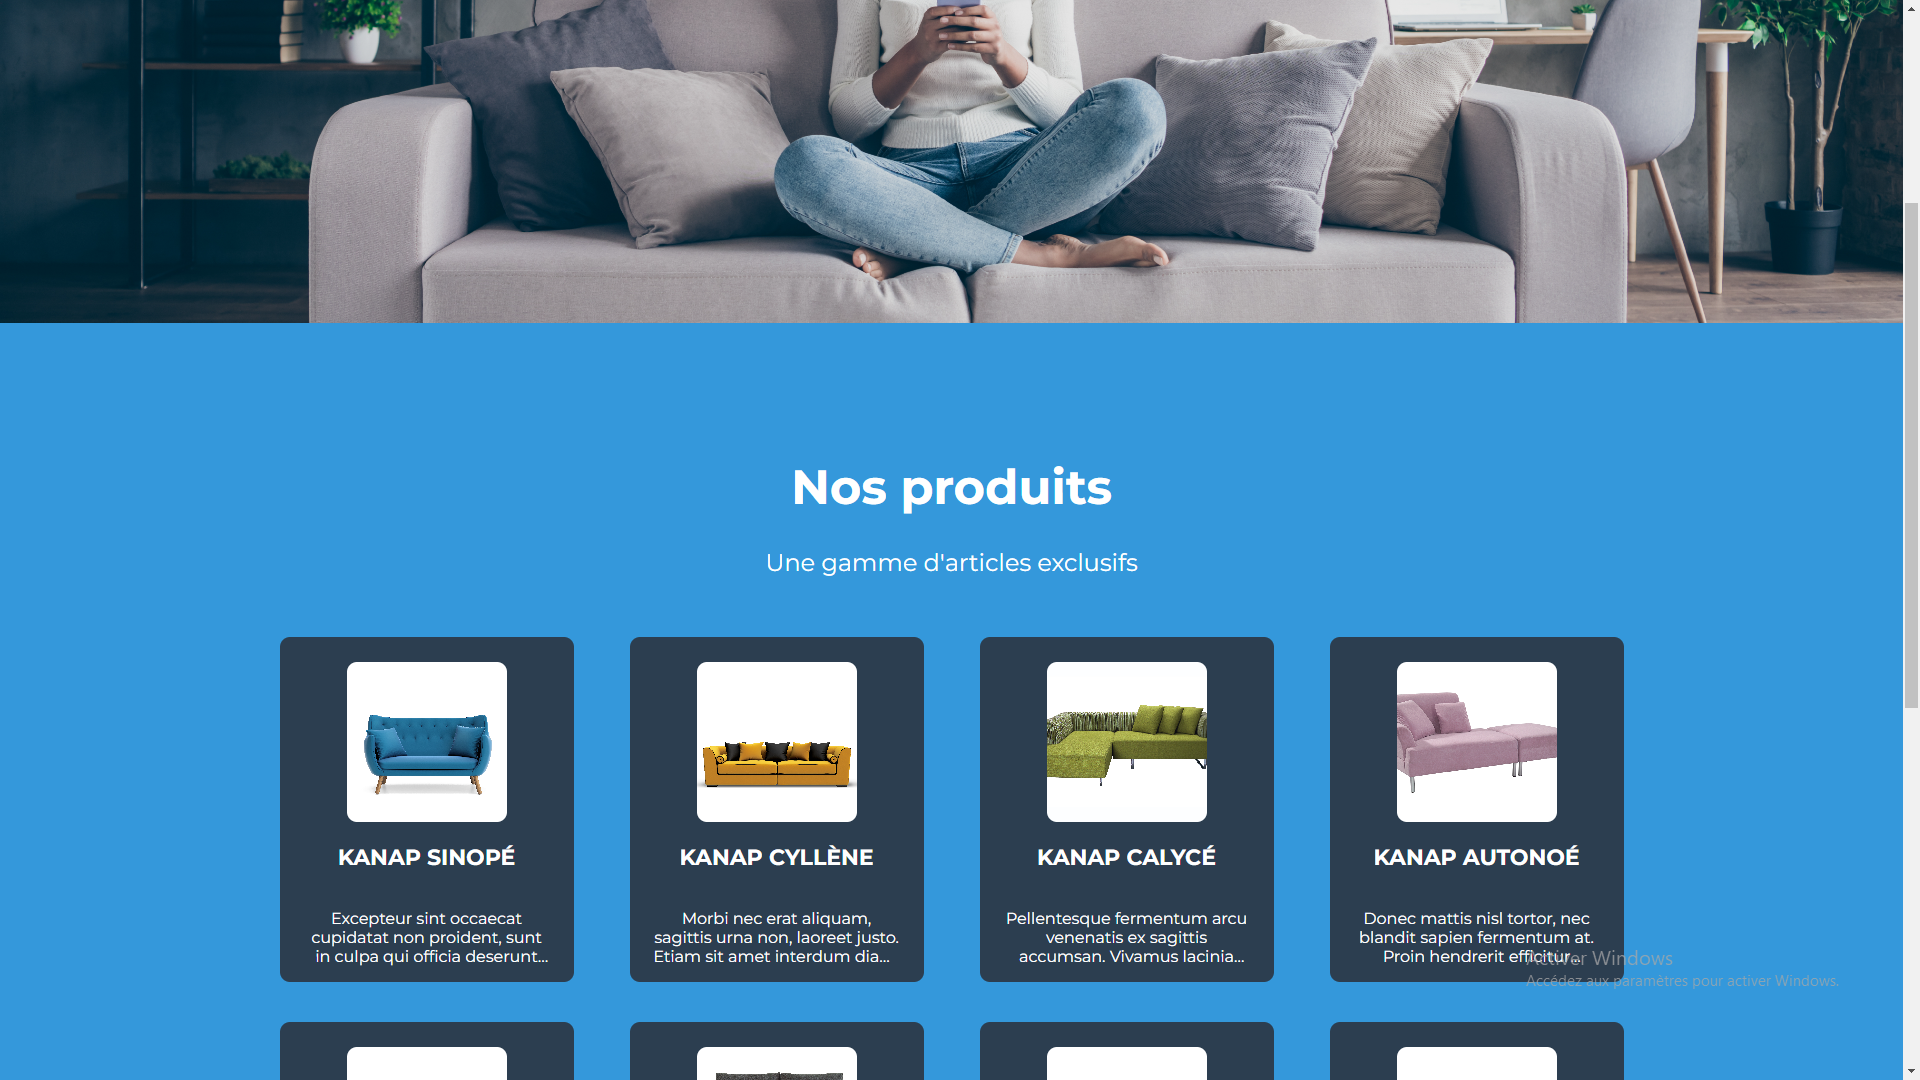 Nos produits
Une gamme d'articles exclusifs
KANAP SINOPÉ
Excepteur sint occaecat
cupidatat non proident, sunt
in culpa qui officia deserunt...
KANAP CYLLÈNE
Morbi nec erat aliquam,
sagittis urna non, laoreet justo.
Etiam sit amet interdum dia...
KANAP CALYCÉ
Pellentesque fermentum arcu
venenatis ex sagittis
accumsan. Vivamus lacinia...
KANAP AUTONOÉ
Donec mattis nisl tortor, nec
blandit sapien fermentum at.
Proin hendrerit efficitur...
Activer Windows
Accédez aux paramètres pour activer Windows.